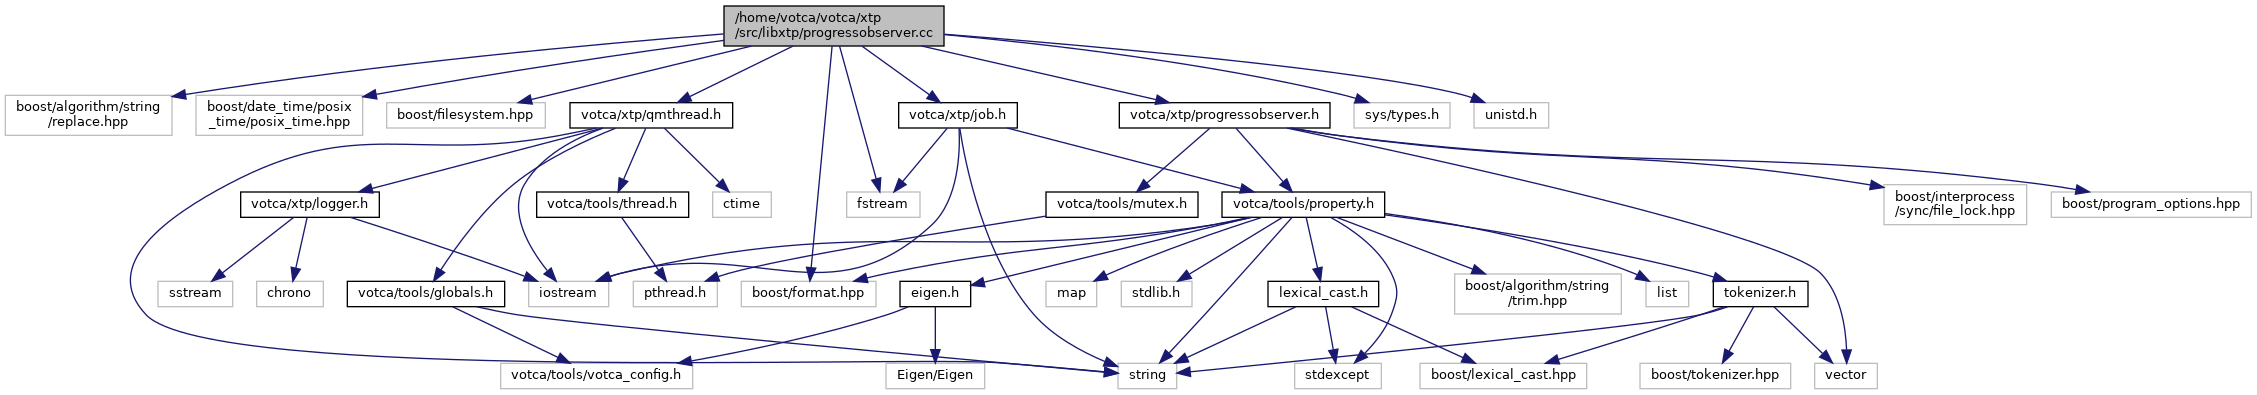 /home/votca/votca/xtp
/src/libxtp/progressobserver.cc
boost/algorithm/string
/replace.hpp
boost/date_time/posix
_time/posix_time.hpp
boost/filesystem.hpp
votca/xtp/qmthread.h
votca/xtp/job.h
votca/xtp/progressobserver.h
sys/types.h
unistd.h
votca/xtp/logger.h
votca/tools/thread.h
ctime
fstream
votca/tools/mutex.h
votca/tools/property.h
boost/interprocess
/sync/file_lock.hpp
boost/program_options.hpp
sstream
chrono
votca/tools/globals.h
iostream
pthread.h
boost/format.hpp
eigen.h
map
stdlib.h
lexical_cast.h
boost/algorithm/string
/trim.hpp
list
tokenizer.h
votca/tools/votca_config.h
Eigen/Eigen
string
stdexcept
boost/lexical_cast.hpp
boost/tokenizer.hpp
vector